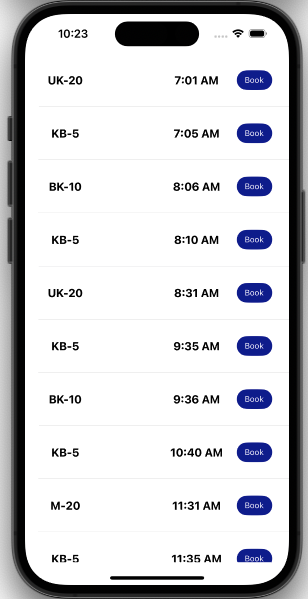 10:23
UK-20 7:01 AM Book
KB-5 7:05 AM Book
BK-10 8:06 AM Book
KB-5 8:10 AM Book
UK-20 8:31 AM Book
KB-5 9:35 AM Book
BK-10 9:36 AM Book
KB-5 10:40 AM Book
M-20 11:31 AM Book
KB-5 11:35 AM Book